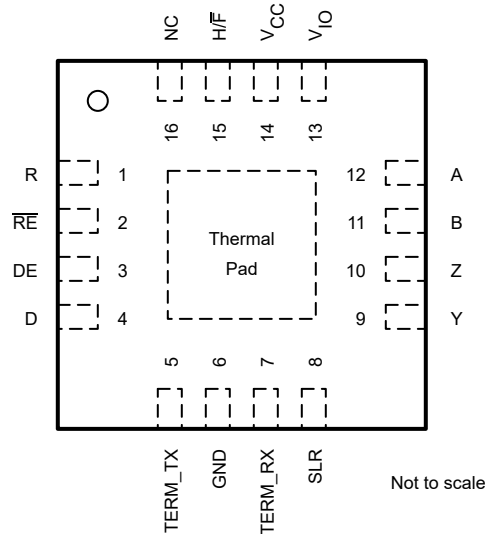 NC H/F̅ VCC VIO
16 15 14 13
R 1 12 A
R̅E̅ 2 11 B
Thermal
DE 3 10 Z
Pad
D 4 9 Y
5 6 7 8
TERM_TX GND TERM_RX SLR
Not to scale